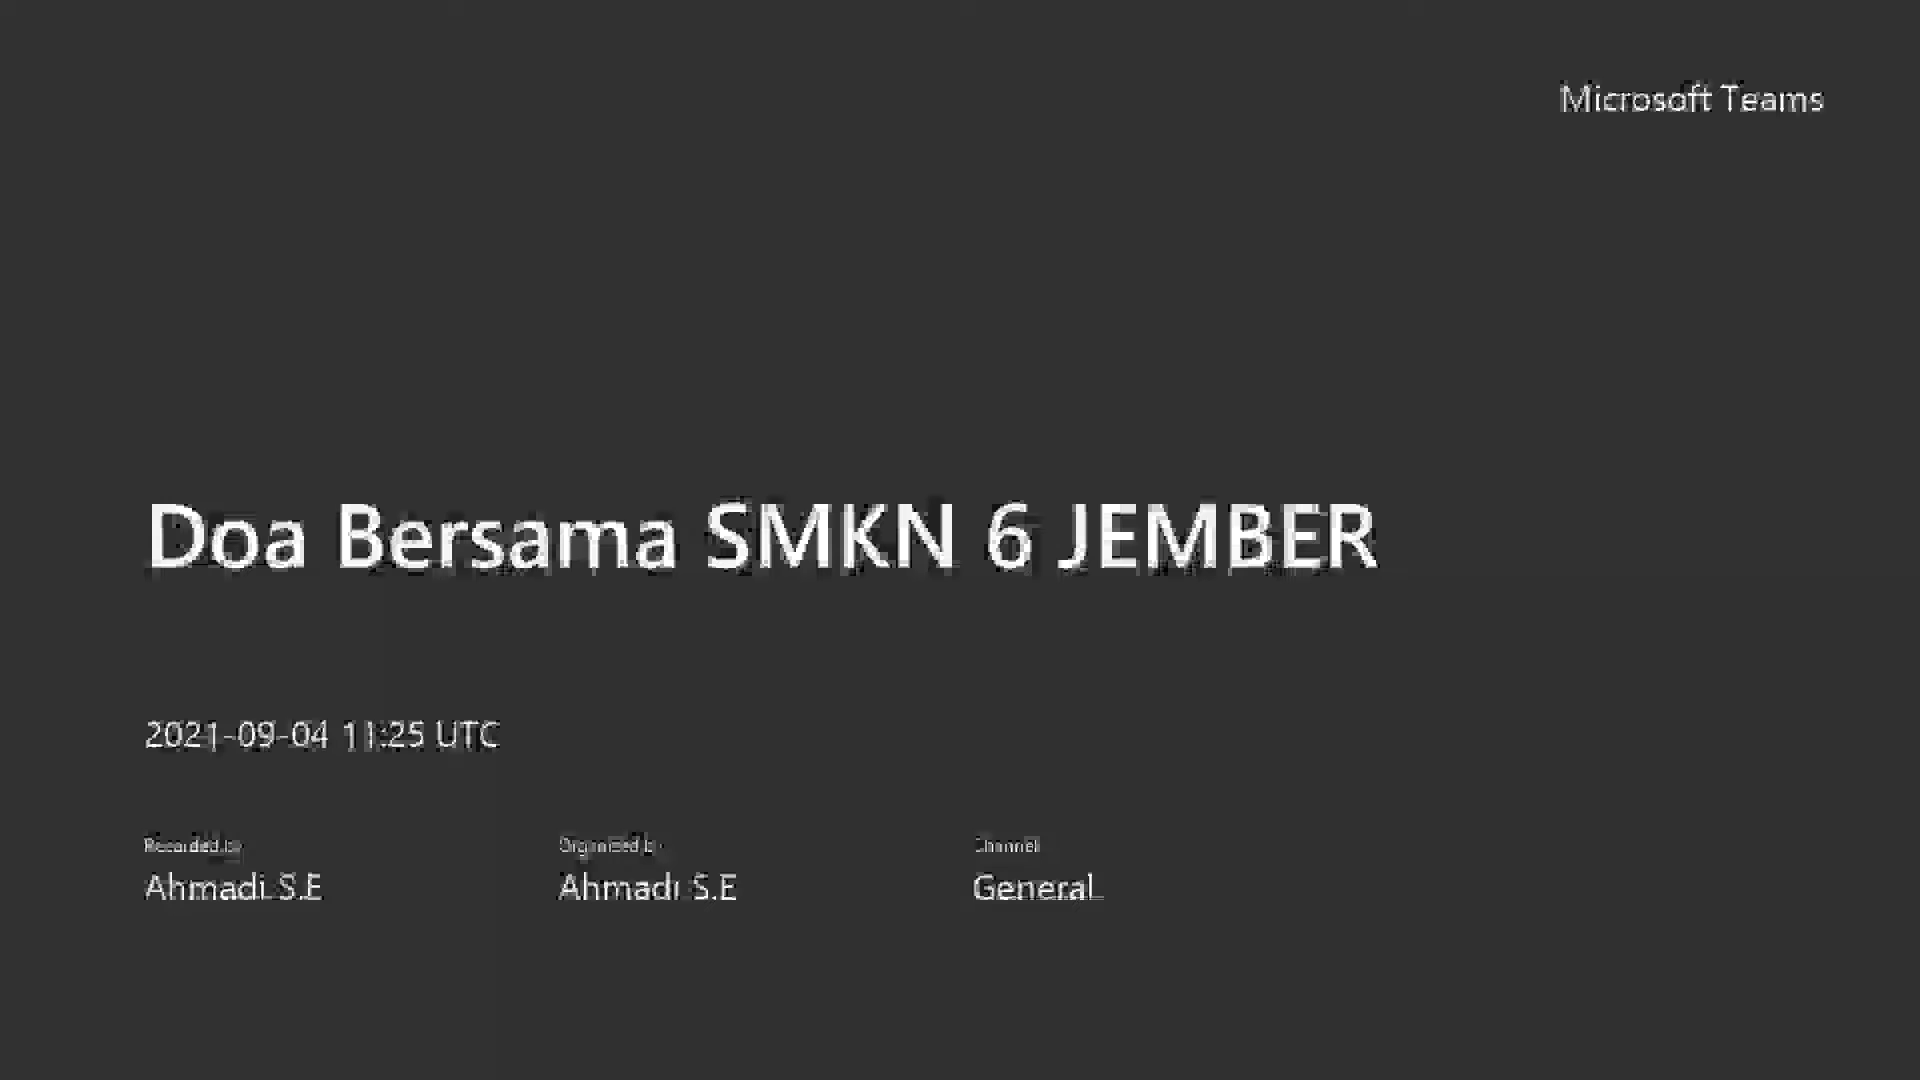 Microsoft Teams
Doa Bersama SMKN 6 JEMBER
2021-09-04 11:25 UTC
Recorded by
Organized by
Channel
Ahmadi S.E
Ahmadi S.E
General